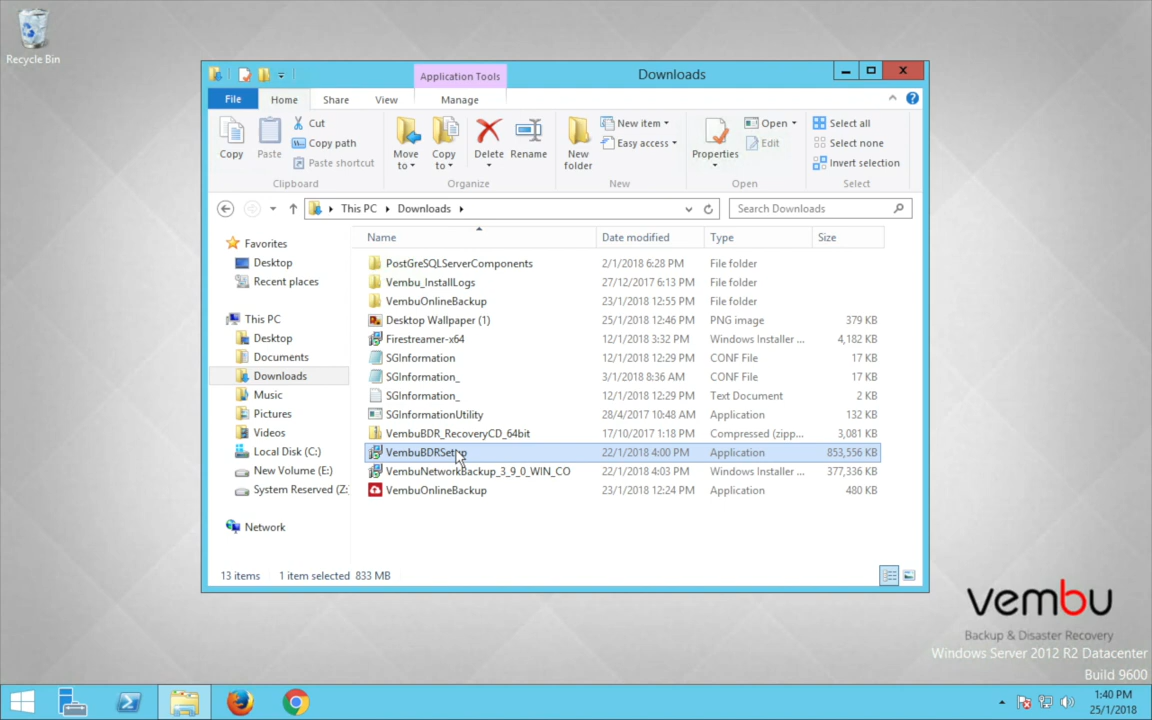 Recycle Bin
Application Tools
Downloads
File
Home
Share
View
Manage
Copy
Paste
Cut
Copy path
Paste shortcut
Clipboard
Move to
Copy to
Delete
Rename
Organize
New folder
New item
Easy access
New
Properties
Open
Edit
Open
Select all
Select none
Invert selection
Select
This PC
Downloads
Search Downloads
Name
Date modified
Type
Size
Favorites
Desktop
Recent places
This PC
Desktop
Documents
Downloads
Music
Pictures
Videos
Local Disk (C:)
New Volume (E:)
System Reserved (Z:
Network
PostGreSQLServerComponents 2/1/2018 6:28 PM File folder
Vembu_InstallLogs 27/12/2017 6:13 PM File folder
VembuOnlineBackup 23/1/2018 12:55 PM File folder
Desktop Wallpaper (1) 25/1/2018 12:46 PM PNG image 379 KB
Firestreamer-x64 12/1/2018 3:32 PM Windows Installer ... 4,182 KB
SGInformation 12/1/2018 12:29 PM CONF File 17 KB
SGInformation_ 3/1/2018 8:36 AM CONF File 17 KB
SGInformation_ 12/1/2018 12:29 PM Text Document 2 KB
SGInformationUtility 28/4/2017 10:48 AM Application 132 KB
VembuBDR_RecoveryCD_64bit 17/10/2017 1:18 PM Compressed (zipp... 3,081 KB
VembuBDRSetup 22/1/2018 4:00 PM Application 853,556 KB
VembuNetworkBackup_3_9_0_WIN_CO 22/1/2018 4:03 PM Windows Installer ... 377,336 KB
VembuOnlineBackup 23/1/2018 12:24 PM Application 480 KB
13 items 1 item selected 833 MB
vembu
Backup & Disaster Recovery
Windows Server 2012 R2 Datacenter
Build 9600
1:40 PM
25/1/2018